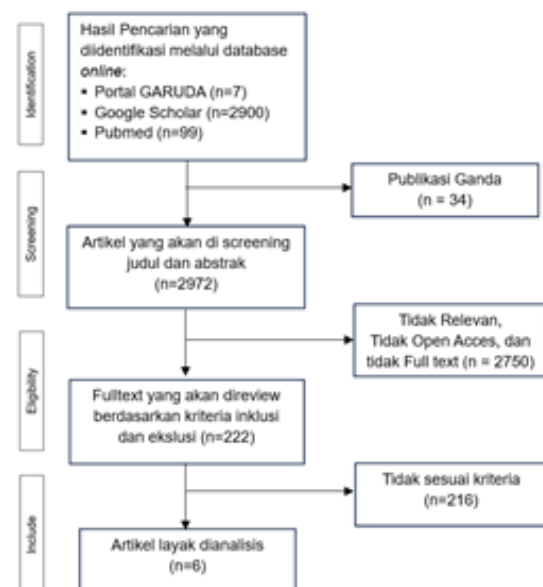 Identification
Hasil Pencarian yang
diidentifikasi melalui database
online:
▪ Portal GARUDA (n=7)
▪ Google Scholar (n=2900)
▪ Pubmed (n=99)
Publikasi Ganda
(n = 34)
Screening
Artikel yang akan di screening
judul dan abstrak
(n=2972)
Tidak Relevan,
Tidak Open Acces, dan
tidak Full text (n = 2750)
Eligibility
Fulltext yang akan direview
berdasarkan kriteria inklusi
dan ekslusi (n=222)
Tidak sesuai kriteria
(n=216)
Include
Artikel layak dianalisis
(n=6)